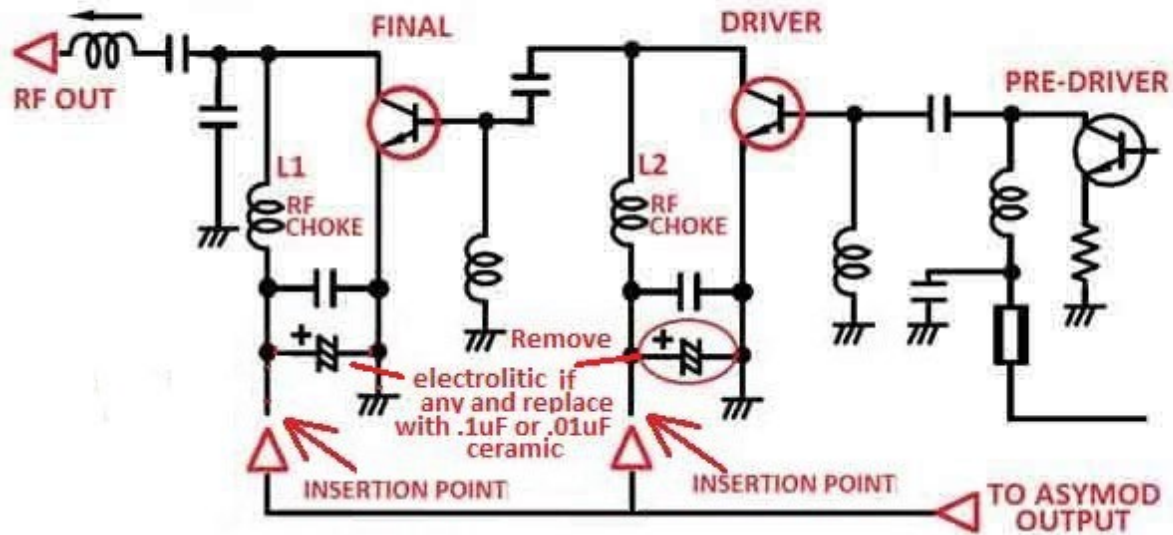 FINAL
DRIVER
RF OUT
PRE-DRIVER
L1
RF
CHOKE
L2
RF
CHOKE
+
+
Remove
electrolitic if
any and replace
with .1uF or .01uF
ceramic
INSERTION POINT
INSERTION POINT
TO ASYMOD
OUTPUT